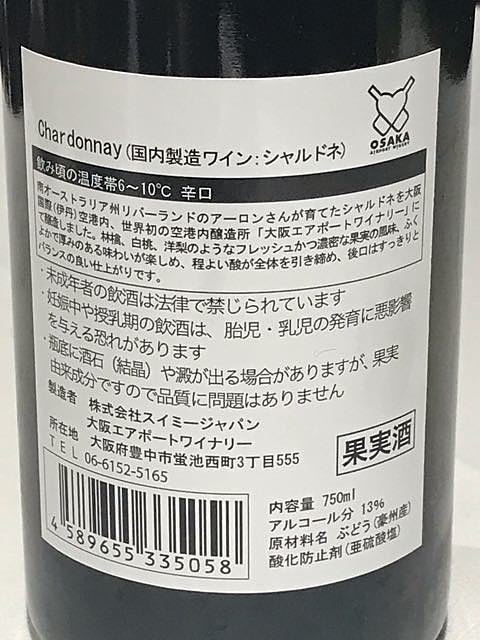 OSAKA
AIRPORT WINERY
Chardonnay(国内製造ワイン:シャルドネ)
飲み頃の温度帯6～10℃ 辛口
南オーストラリア州リバーランドのアーロンさんが育てたシャルドネを大阪
国際(伊丹)空港内、世界初の空港内醸造所「大阪エアポートワイナリー」に
て醸造しました。林檎、白桃、洋梨のようなフレッシュかつ濃密な果実の風味、ふく
よかで厚みのある味わいが楽しめ、程よい酸が全体を引き締め、後口はすっきりと
バランスの良い仕上がりです。
・未成年者の飲酒は法律で禁じられています
・妊娠中や授乳期の飲酒は、胎児・乳児の発育に悪影響
を与える恐れがあります
・瓶底に酒石(結晶)や澱が出る場合がありますが、果実
由来成分ですので品質に問題はありません
製造者 株式会社スイミージャパン
大阪エアポートワイナリー
所在地 大阪府豊中市蛍池西町3丁目555
TEL 06-6152-5165
果実酒
4 589655 335058
内容量 750ml
アルコール分 13%
原材料名 ぶどう(豪州産)
酸化防止剤(亜硫酸塩)